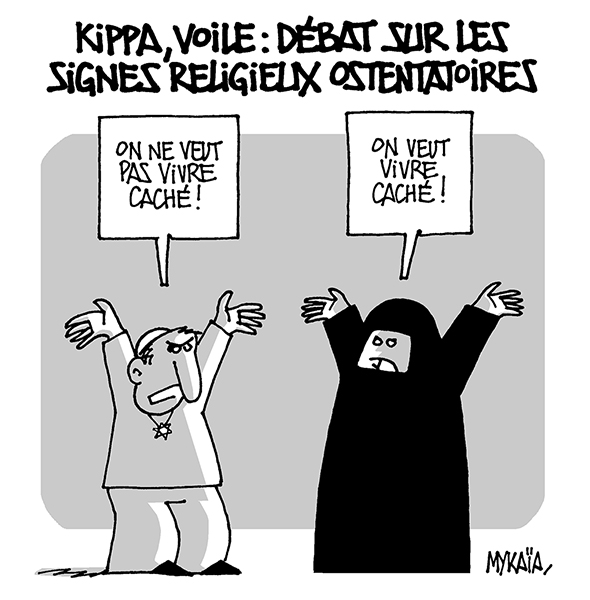 KIPPA, VOILE : DÉBAT SUR LES
SIGNES RELIGIEUX OSTENTATOIRES
ON NE VEUT
PAS VIVRE
CACHÉ !
ON VEUT
VIVRE
CACHÉ !
MYKAÏA